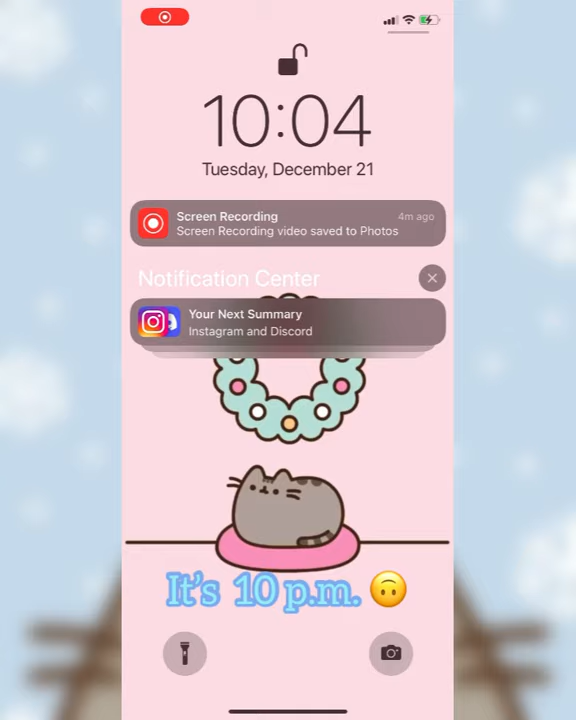 10:04
Tuesday, December 21
Screen Recording
4m ago
Screen Recording video saved to Photos
Notification Center
Your Next Summary
Instagram and Discord
It's 10 p.m. 🙃